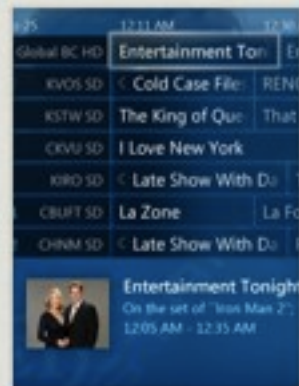 12:11 AM
Global BC HD Entertainment Ton
KVOS SD < Cold Case File
KSTW SD The King of Que That
CKVU SD I Love New York
KIRO SD < Late Show With Da
CBUFT SD La Zone La Fo
CHNM SD < Late Show With Da
Entertainment Tonight
On the set of "Iron Man 2";
12:05 AM - 12:35 AM